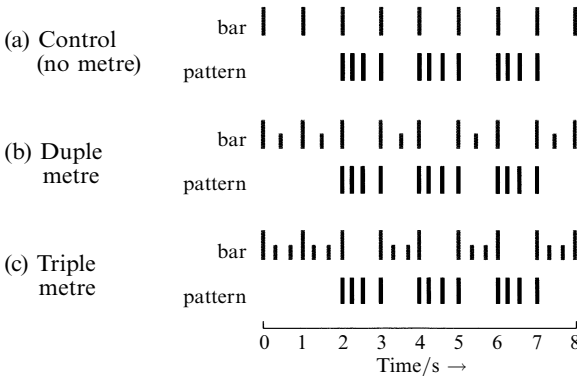 bar
(a) Control
(no metre)
pattern
bar
(b) Duple
metre
pattern
bar
(c) Triple
metre
pattern
0 1 2 3 4 5 6 7 8
Time/s →